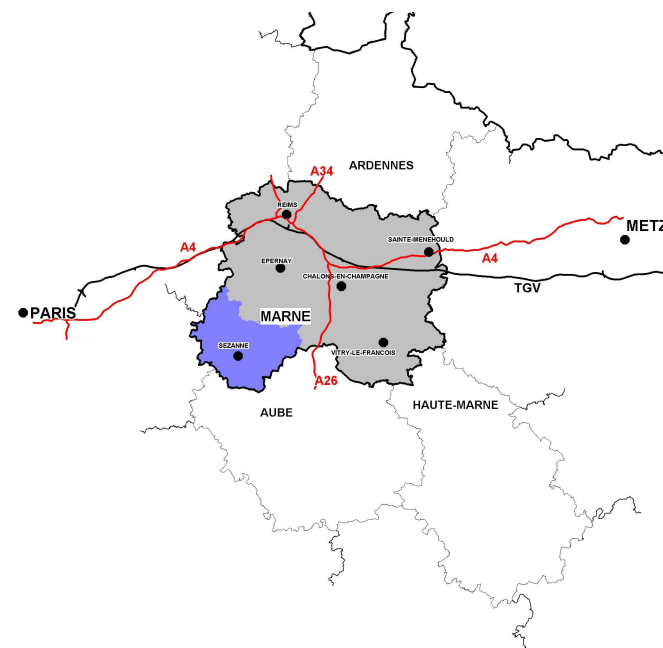 ARDENNES
A34
REIMS
METZ
SAINTE-MENEHOULD
A4
A4
EPERNAY
CHALONS-EN-CHAMPAGNE
TGV
PARIS
MARNE
SEZANNE
VITRY-LE-FRANCOIS
A26
HAUTE-MARNE
AUBE